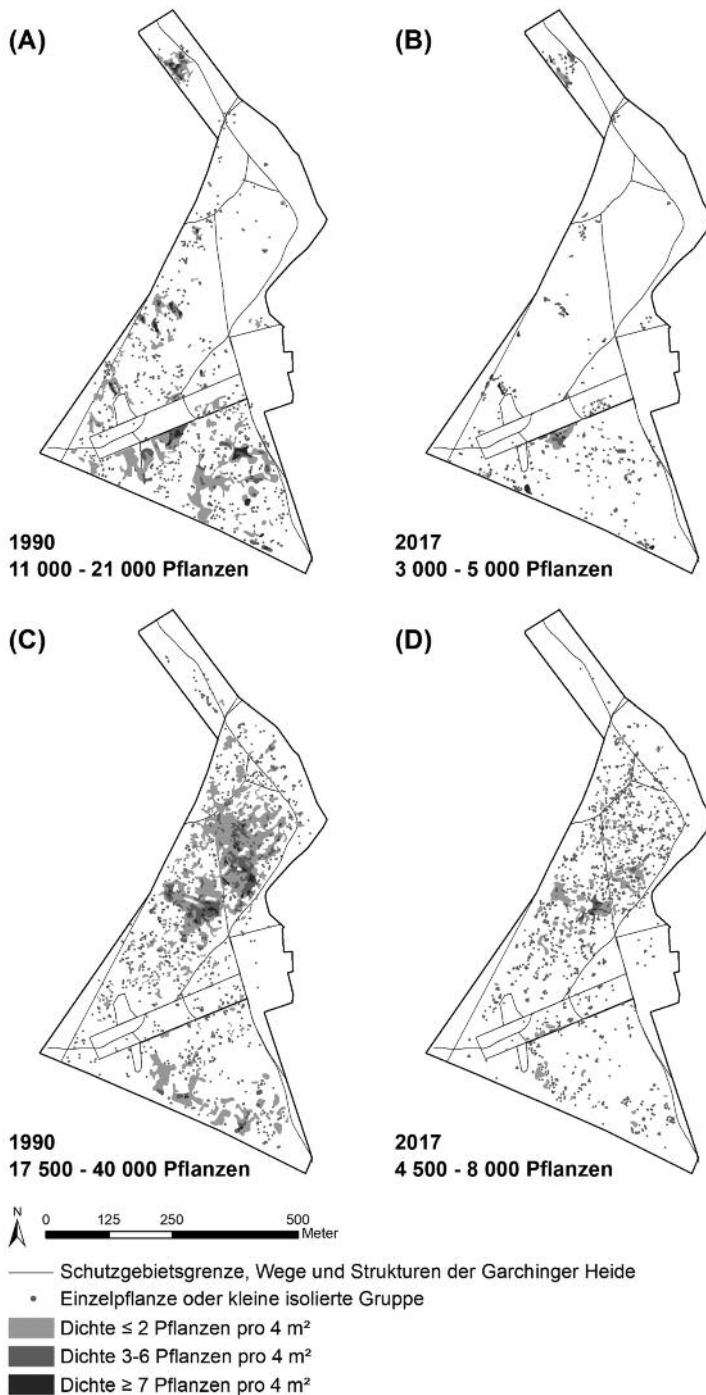 (A)
(B)
1990
11 000 - 21 000 Pflanzen
2017
3 000 - 5 000 Pflanzen
(C)
(D)
1990
17 500 - 40 000 Pflanzen
2017
4 500 - 8 000 Pflanzen
N
0 125 250 500
Meter
Schutzgebietsgrenze, Wege und Strukturen der Garchinger Heide
Einzelpflanze oder kleine isolierte Gruppe
Dichte ≤ 2 Pflanzen pro 4 m²
Dichte 3-6 Pflanzen pro 4 m²
Dichte ≥ 7 Pflanzen pro 4 m²